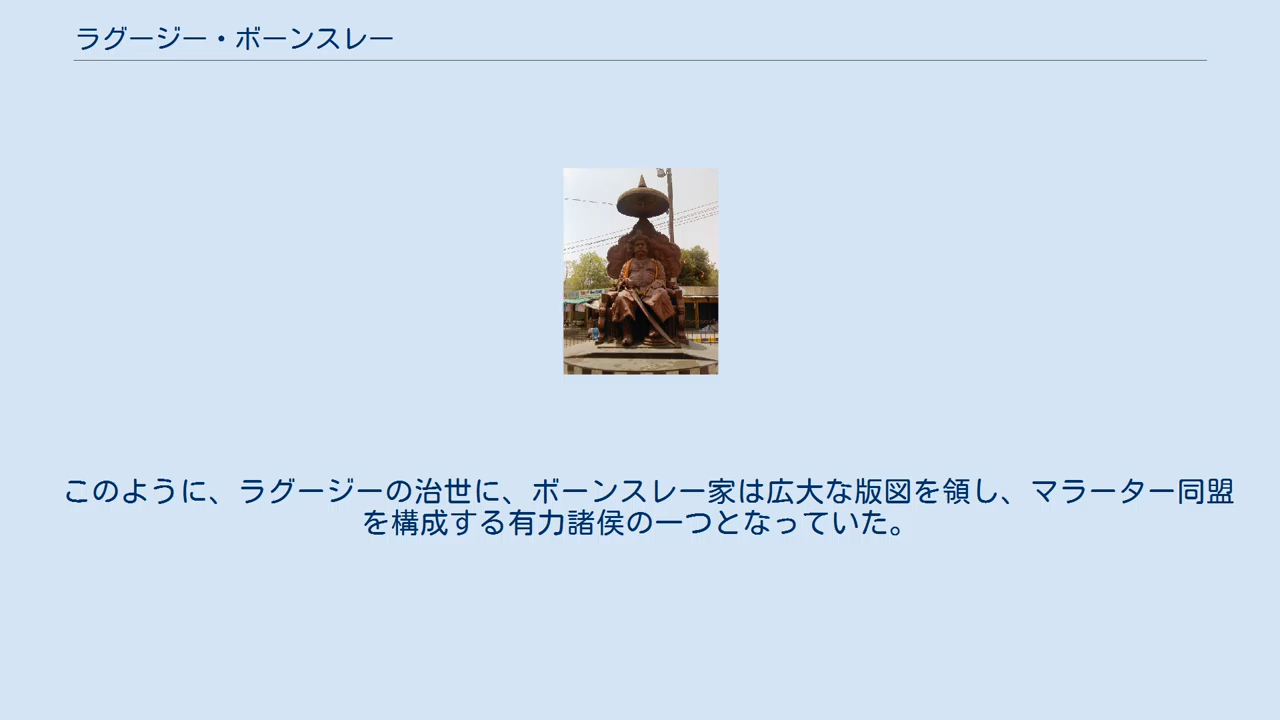 ラグージー・ボーンスレー
このように、ラグージーの治世に、ボーンスレー家は広大な版図を領し、マラーター同盟
を構成する有力諸侯の一つとなっていた。